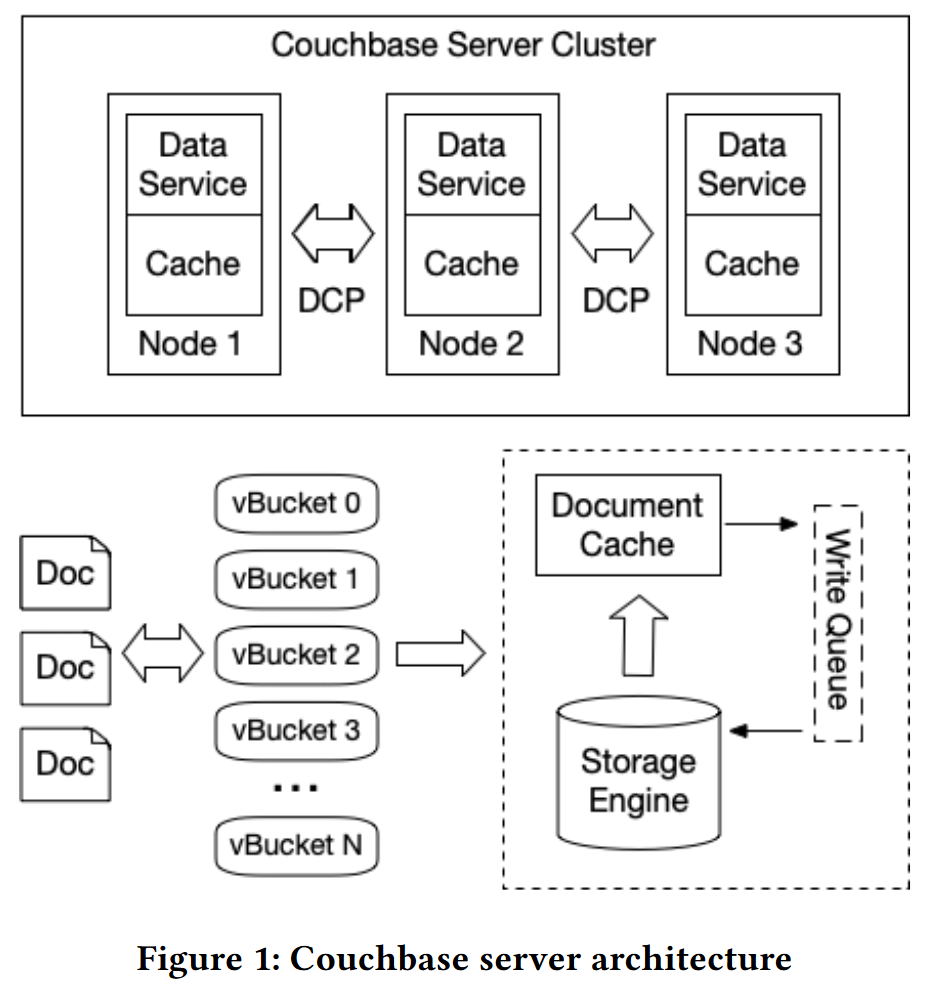 Couchbase Server Cluster
Data
Service
Cache
Node 1
DCP
Data
Service
Cache
Node 2
DCP
Data
Service
Cache
Node 3
Doc
Doc
Doc
vBucket 0
vBucket 1
vBucket 2
vBucket 3
...
vBucket N
Document
Cache
Write Queue
Storage
Engine
Figure 1: Couchbase server architecture